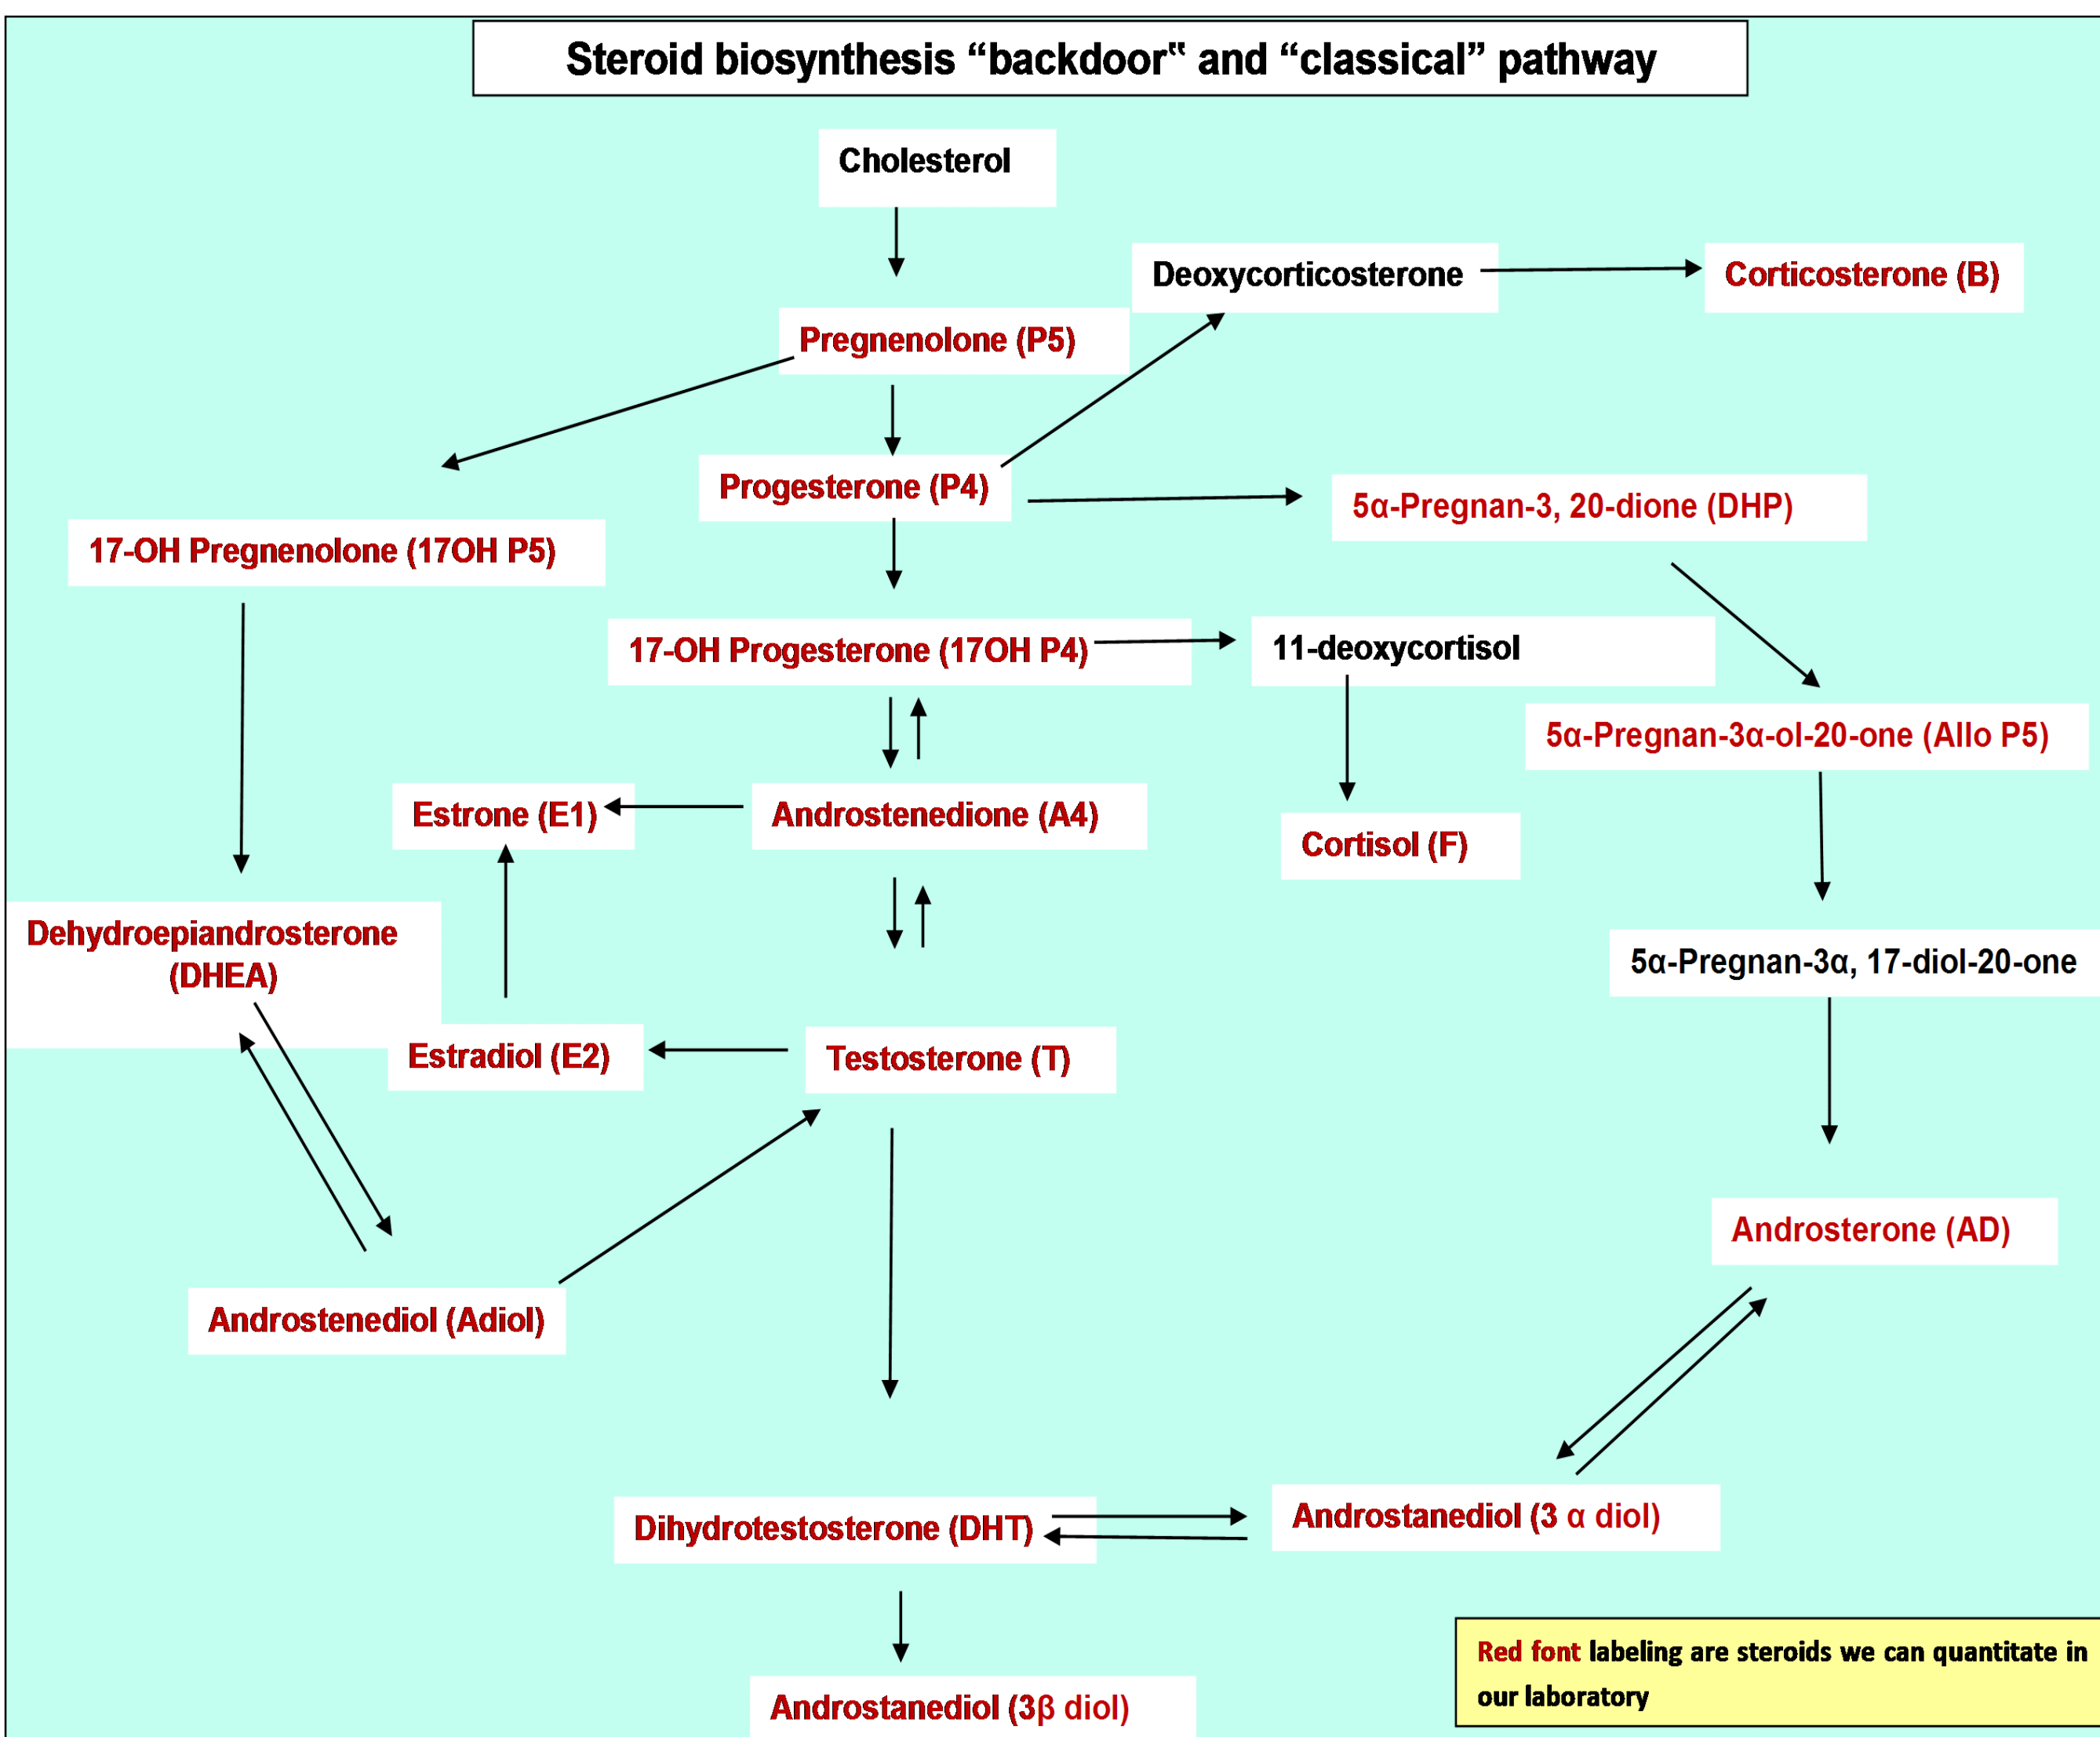 Steroid biosynthesis “backdoor‟ and “classical” pathway
Cholesterol
Deoxycorticosterone
Corticosterone (B)
Pregnenolone (P5)
Progesterone (P4)
5α-Pregnan-3, 20-dione (DHP)
17-OH Pregnenolone (17OH P5)
17-OH Progesterone (17OH P4)
11-deoxycortisol
5α-Pregnan-3α-ol-20-one (Allo P5)
Estrone (E1)
Androstenedione (A4)
Cortisol (F)
Dehydroepiandrosterone
(DHEA)
5α-Pregnan-3α, 17-diol-20-one
Estradiol (E2)
Testosterone (T)
Androsterone (AD)
Androstenediol (Adiol)
Dihydrotestosterone (DHT)
Androstanediol (3 α diol)
Androstanediol (3β diol)
Red font labeling are steroids we can quantitate in
our laboratory